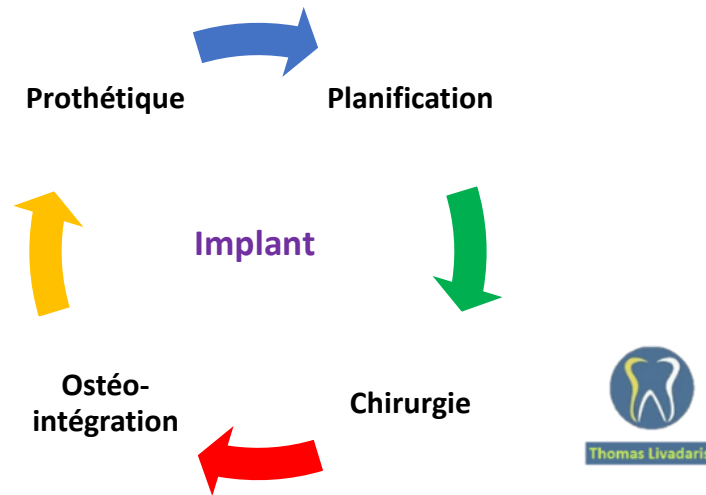 Prothétique
Planification
Implant
Ostéo-
intégration
Chirurgie
Thomas Livadaris